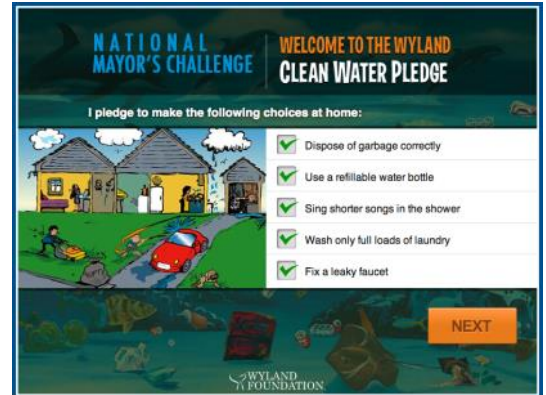 NATIONAL
MAYOR'S CHALLENGE
WELCOME TO THE WYLAND
CLEAN WATER PLEDGE
I pledge to make the following choices at home:
Dispose of garbage correctly
Use a refillable water bottle
Sing shorter songs in the shower
Wash only full loads of laundry
Fix a leaky faucet
NEXT
WYLAND
FOUNDATION